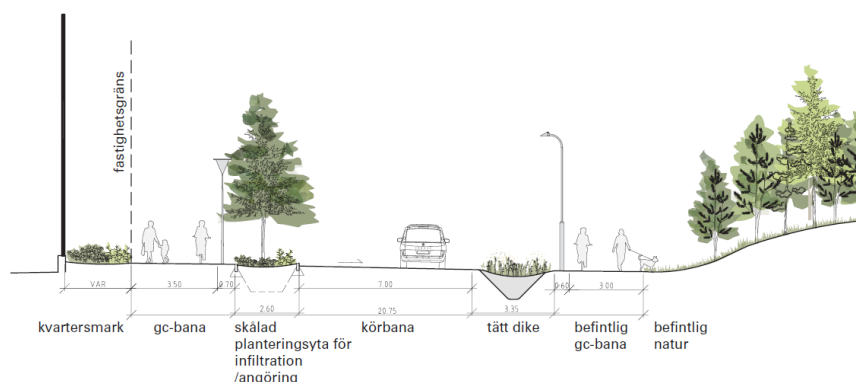 fastighetsgräns
VAR
3.50
0.70
7.00
0.60
3.00
2.60
20.75
3.35
kvartersmark
gc-bana
skålad
planteringsyta för
infiltration
/angöring
körbana
tätt dike
befintlig
gc-bana
befintlig
natur